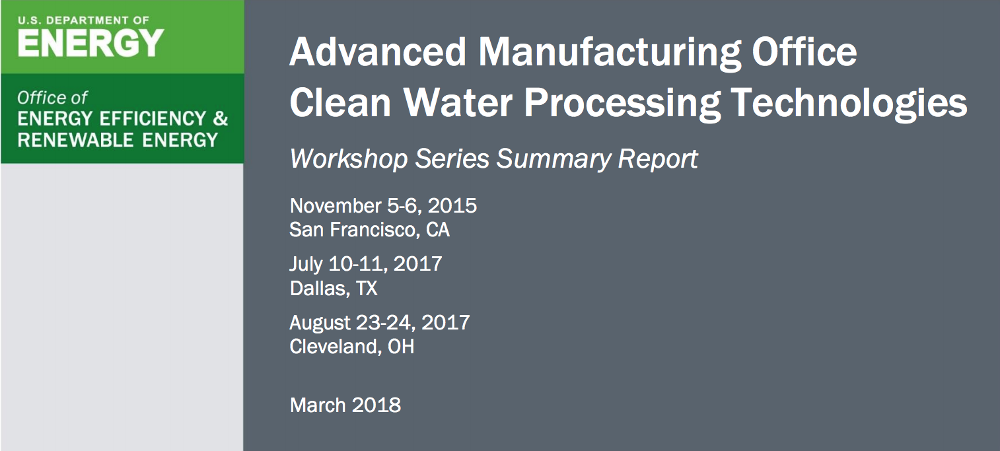 U.S. DEPARTMENT OF
ENERGY
Office of
ENERGY EFFICIENCY &
RENEWABLE ENERGY
Advanced Manufacturing Office
Clean Water Processing Technologies
Workshop Series Summary Report
November 5-6, 2015
San Francisco, CA
July 10-11, 2017
Dallas, TX
August 23-24, 2017
Cleveland, OH
March 2018